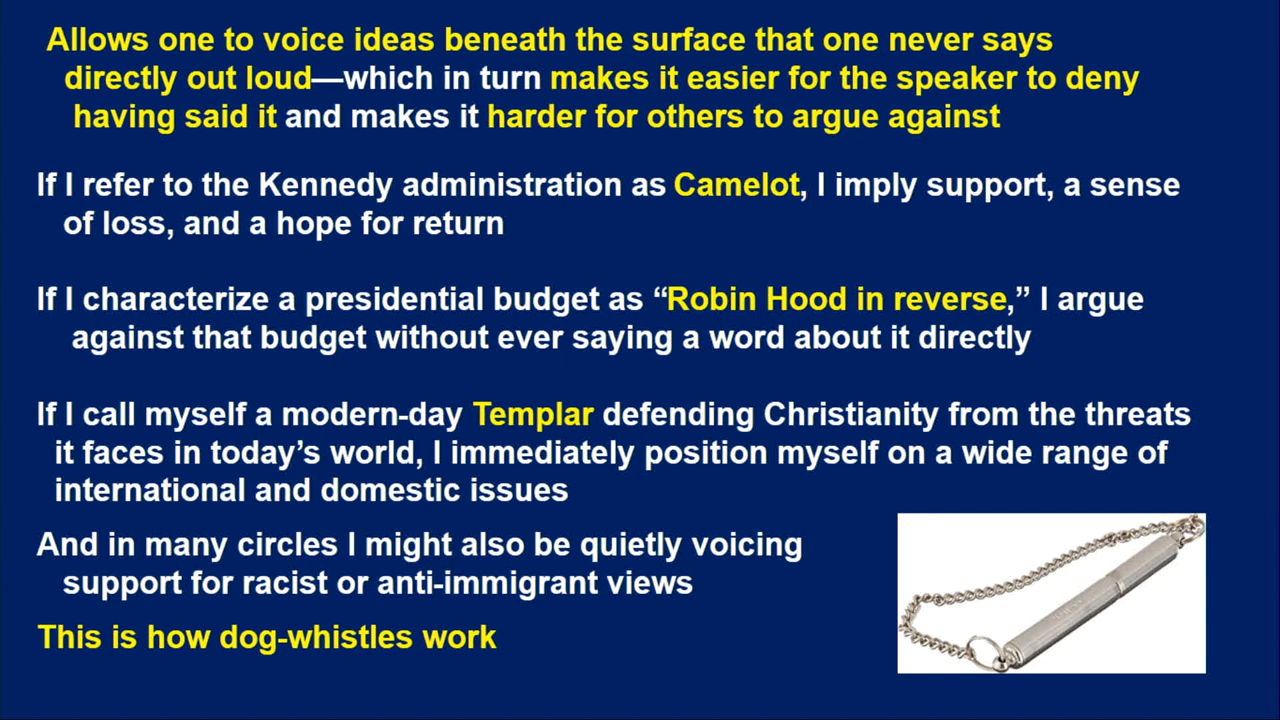 Allows one to voice ideas beneath the surface that one never says
directly out loud—which in turn makes it easier for the speaker to deny
having said it and makes it harder for others to argue against
If I refer to the Kennedy administration as Camelot, I imply support, a sense
of loss, and a hope for return
If I characterize a presidential budget as “Robin Hood in reverse,” I argue
against that budget without ever saying a word about it directly
If I call myself a modern-day Templar defending Christianity from the threats
it faces in today’s world, I immediately position myself on a wide range of
international and domestic issues
And in many circles I might also be quietly voicing
support for racist or anti-immigrant views
This is how dog-whistles work